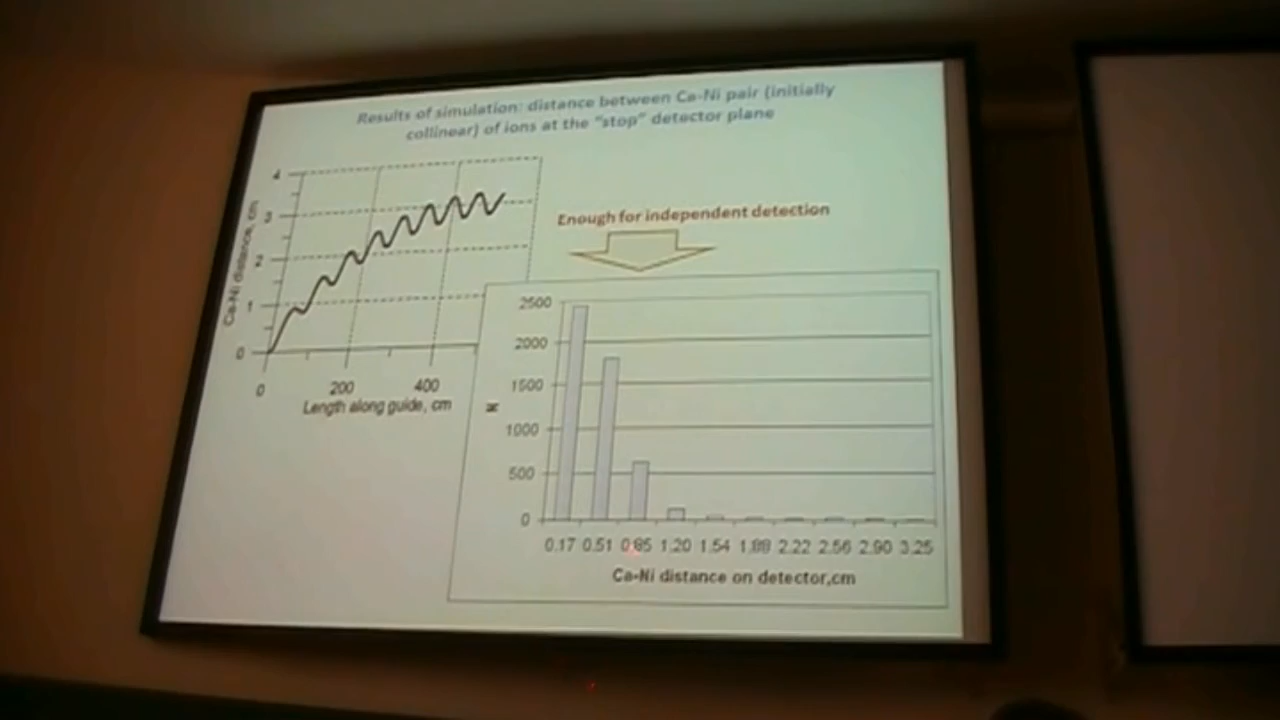 Results of simulation: distance between Ca-Ni pair (initially
collinear) of ions at the "stop" detector plane
4
3
2
1
0
Ca-Ni distance, cm
0 200 400
Length along guide, cm
Enough for independent detection
2500
2000
1500
1000
500
0
N
0.17 0.51 0.85 1.20 1.54 1.88 2.22 2.56 2.90 3.25
Ca-Ni distance on detector,cm